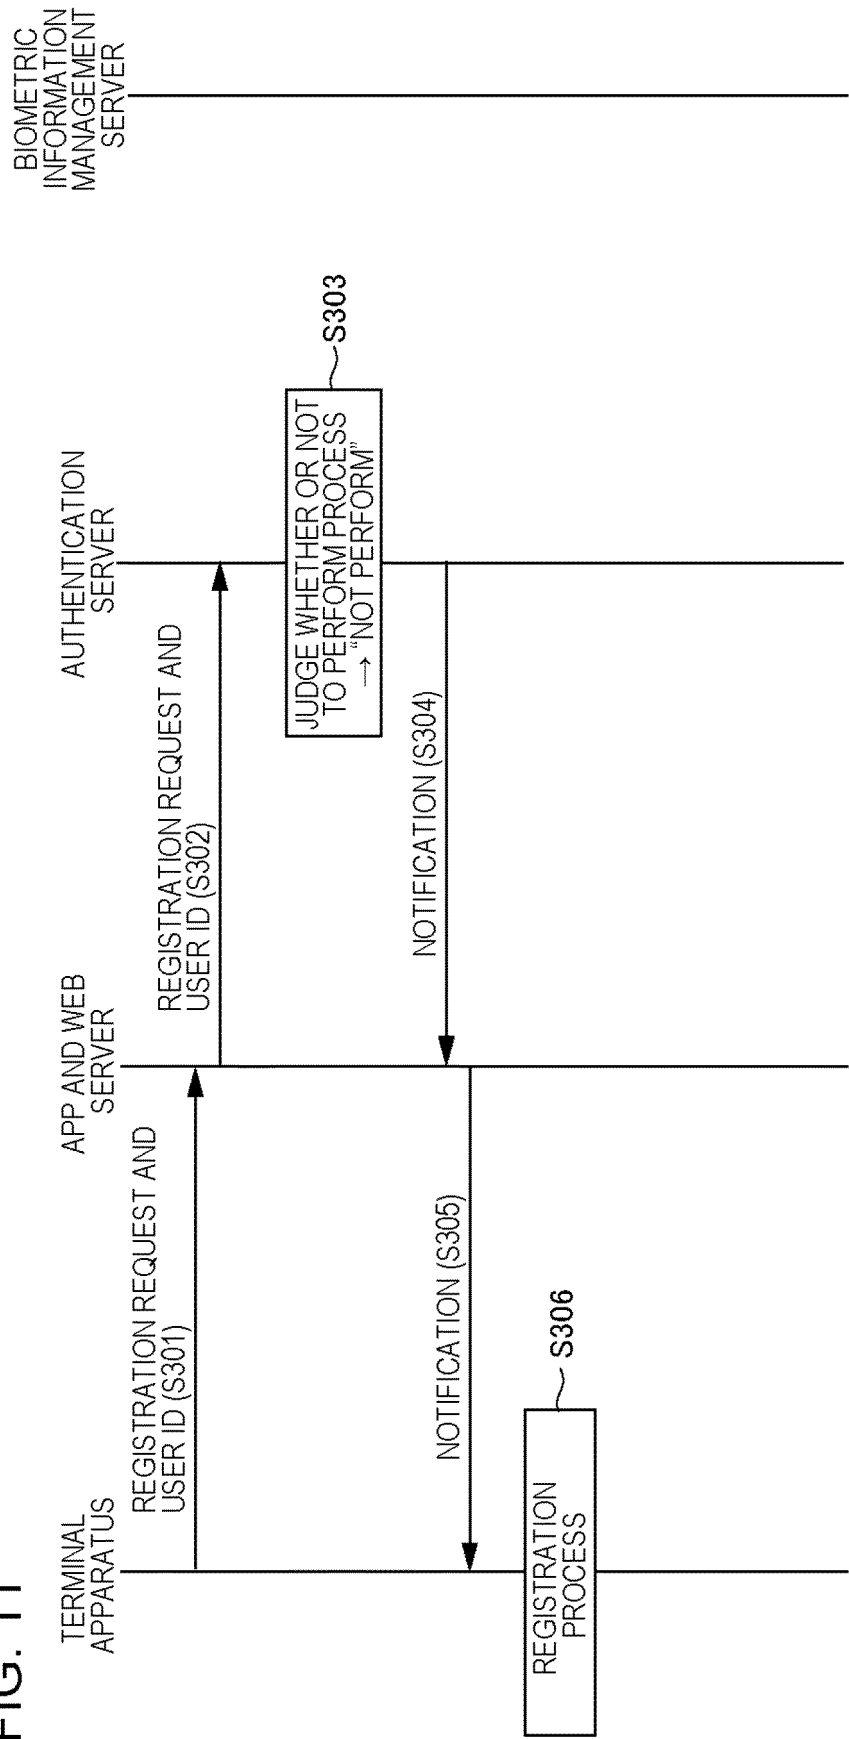 FIG. 11
TERMINAL
APPARATUS
APP AND WEB
SERVER
AUTHENTICATION
SERVER
BIOMETRIC
INFORMATION
MANAGEMENT
SERVER
REGISTRATION REQUEST AND
USER ID (S301)
REGISTRATION REQUEST AND
USER ID (S302)
JUDGE WHETHER OR NOT
TO PERFORM PROCESS
→ “NOT PERFORM”
S303
NOTIFICATION (S304)
NOTIFICATION (S305)
REGISTRATION
PROCESS
S306